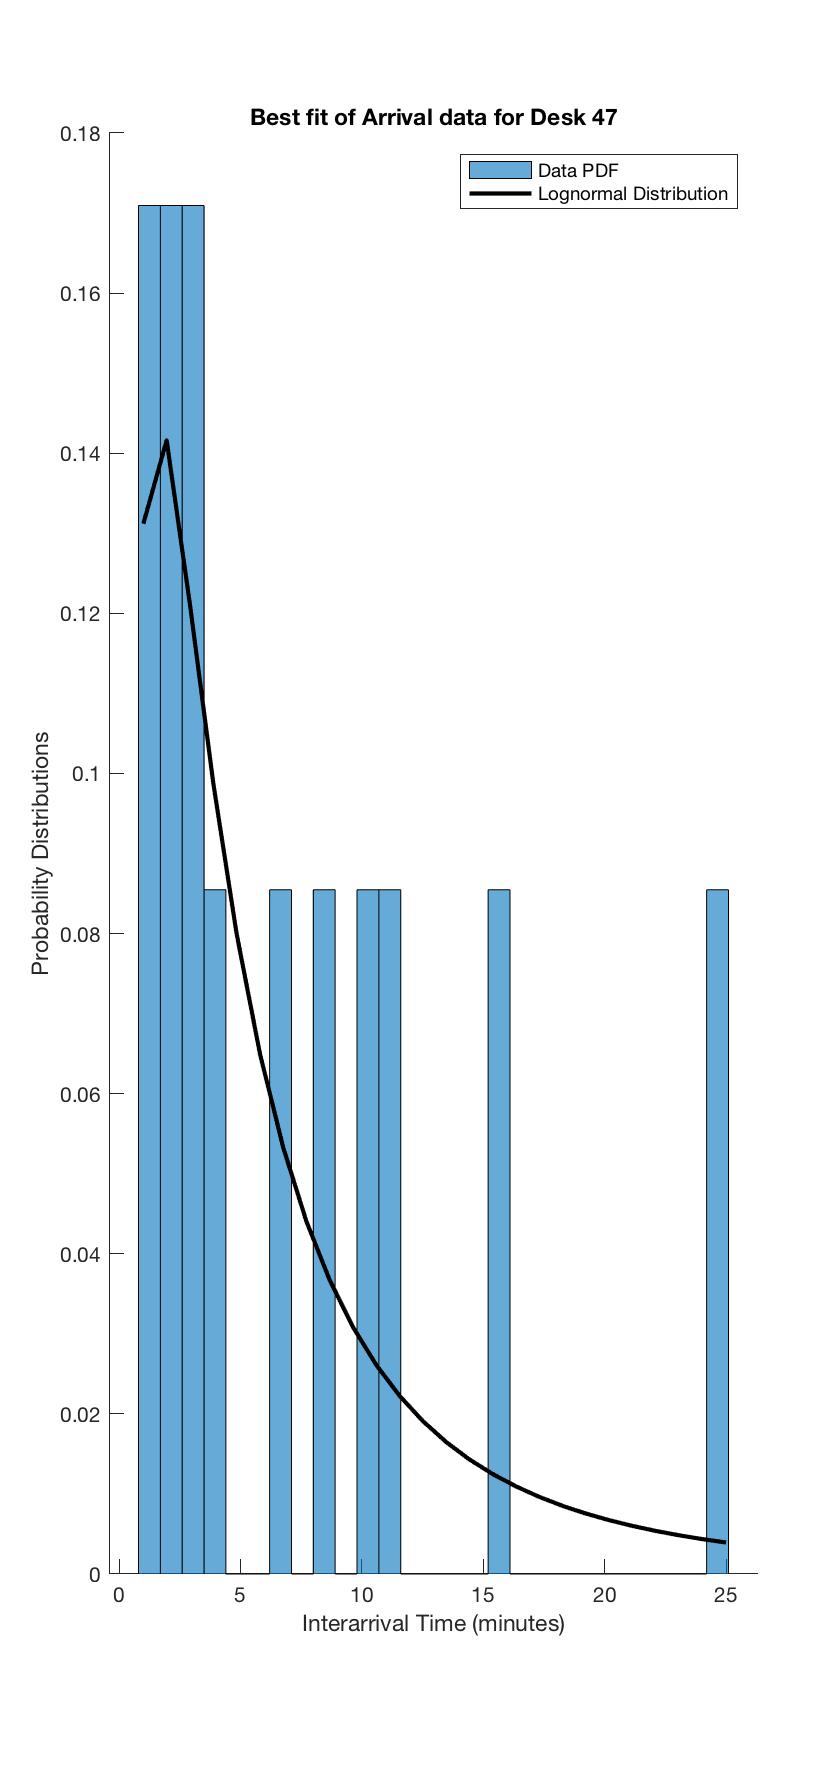 Best fit of Arrival data for Desk 47
Data PDF
Lognormal Distribution
0.18
0.16
0.14
0.12
0.1
0.08
0.06
0.04
0.02
0
Probability Distributions
0 5 10 15 20 25
Interarrival Time (minutes)